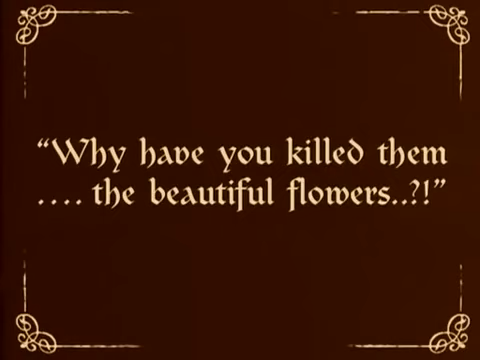 “Why have you killed them
.... the beautiful flowers..?!”